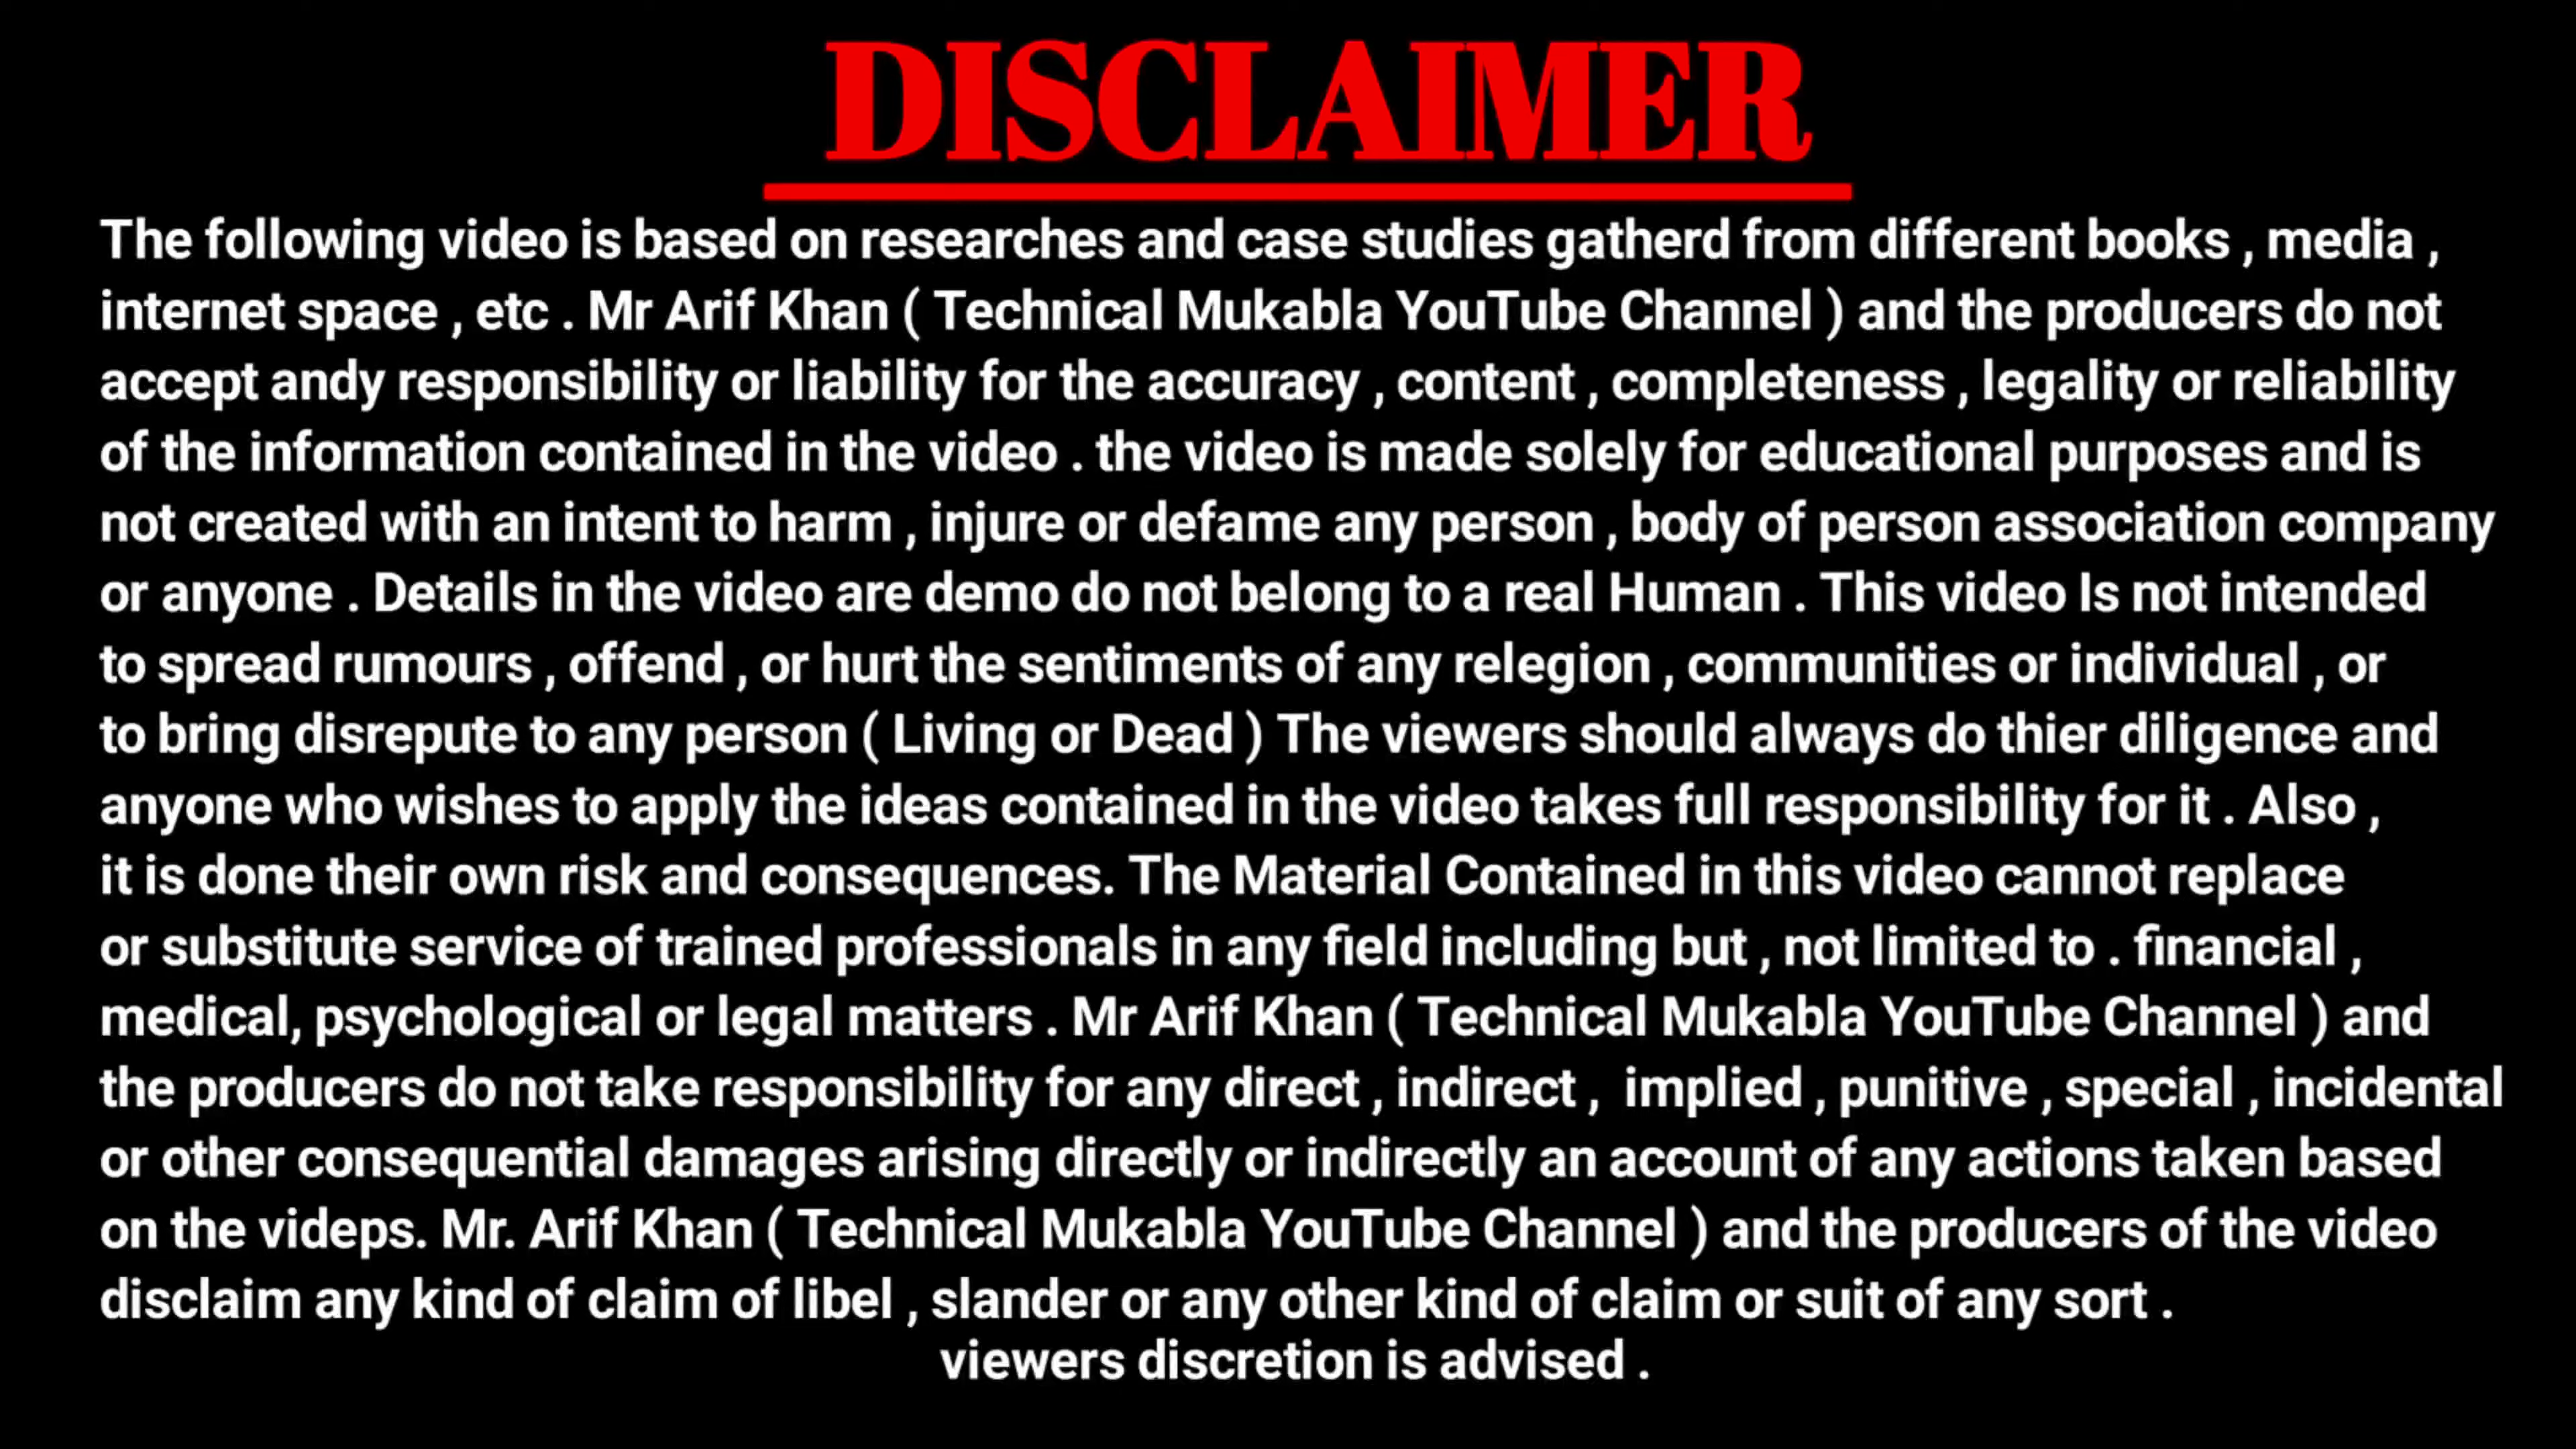 DISCLAIMER
The following video is based on researches and case studies gatherd from different books , media ,
internet space , etc . Mr Arif Khan ( Technical Mukabla YouTube Channel ) and the producers do not
accept andy responsibility or liability for the accuracy , content , completeness , legality or reliability
of the information contained in the video . the video is made solely for educational purposes and is
not created with an intent to harm , injure or defame any person , body of person association company
or anyone . Details in the video are demo do not belong to a real Human . This video Is not intended
to spread rumours , offend , or hurt the sentiments of any relegion , communities or individual , or
to bring disrepute to any person ( Living or Dead ) The viewers should always do thier diligence and
anyone who wishes to apply the ideas contained in the video takes full responsibility for it . Also ,
it is done their own risk and consequences. The Material Contained in this video cannot replace
or substitute service of trained professionals in any field including but , not limited to . financial ,
medical, psychological or legal matters . Mr Arif Khan ( Technical Mukabla YouTube Channel ) and
the producers do not take responsibility for any direct , indirect ,  implied , punitive , special , incidental
or other consequential damages arising directly or indirectly an account of any actions taken based
on the videps. Mr. Arif Khan ( Technical Mukabla YouTube Channel ) and the producers of the video
disclaim any kind of claim of libel , slander or any other kind of claim or suit of any sort .
viewers discretion is advised .